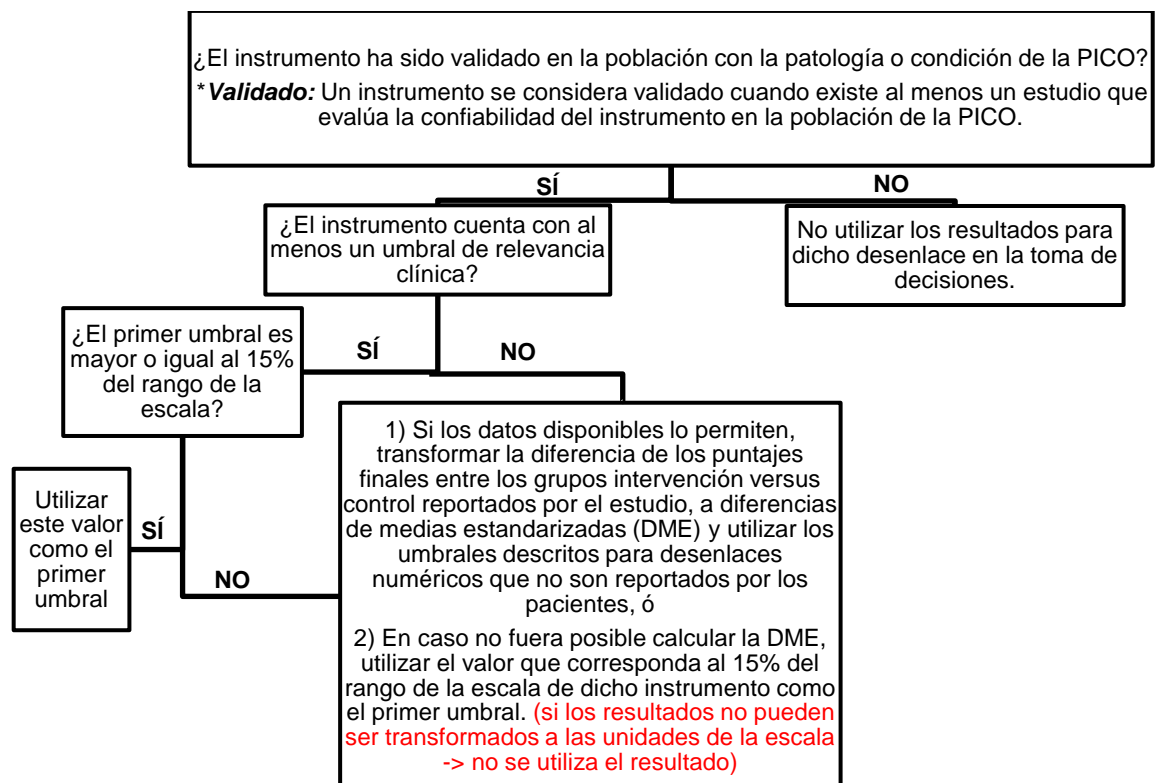 ¿El instrumento ha sido validado en la población con la patología o condición de la PICO?
*Validado: Un instrumento se considera validado cuando existe al menos un estudio que
evalúa la confiabilidad del instrumento en la población de la PICO.
SÍ
NO
¿El instrumento cuenta con al
menos un umbral de relevancia
clínica?
No utilizar los resultados para
dicho desenlace en la toma de
decisiones.
¿El primer umbral es
mayor o igual al 15%
del rango de la
escala?
SÍ
NO
1) Si los datos disponibles lo permiten,
transformar la diferencia de los puntajes
finales entre los grupos intervención versus
control reportados por el estudio, a diferencias
de medias estandarizadas (DME) y utilizar los
umbrales descritos para desenlaces
numéricos que no son reportados por los
pacientes, ó
2) En caso no fuera posible calcular la DME,
utilizar el valor que corresponda al 15% del
rango de la escala de dicho instrumento como
el primer umbral. (si los resultados no pueden
ser transformados a las unidades de la escala
-> no se utiliza el resultado)
Utilizar
este valor
como el
primer
umbral
SÍ
NO